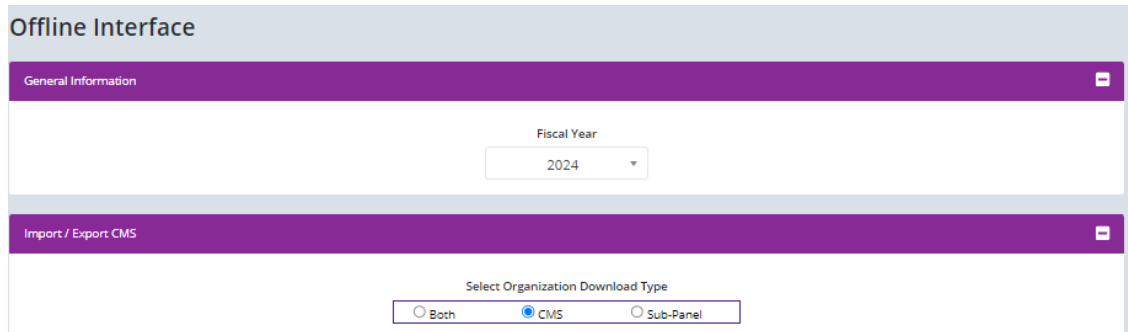 Offline Interface
General Information
Fiscal Year
2024
Import / Export CMS
Select Organization Download Type
Both CMS Sub-Panel